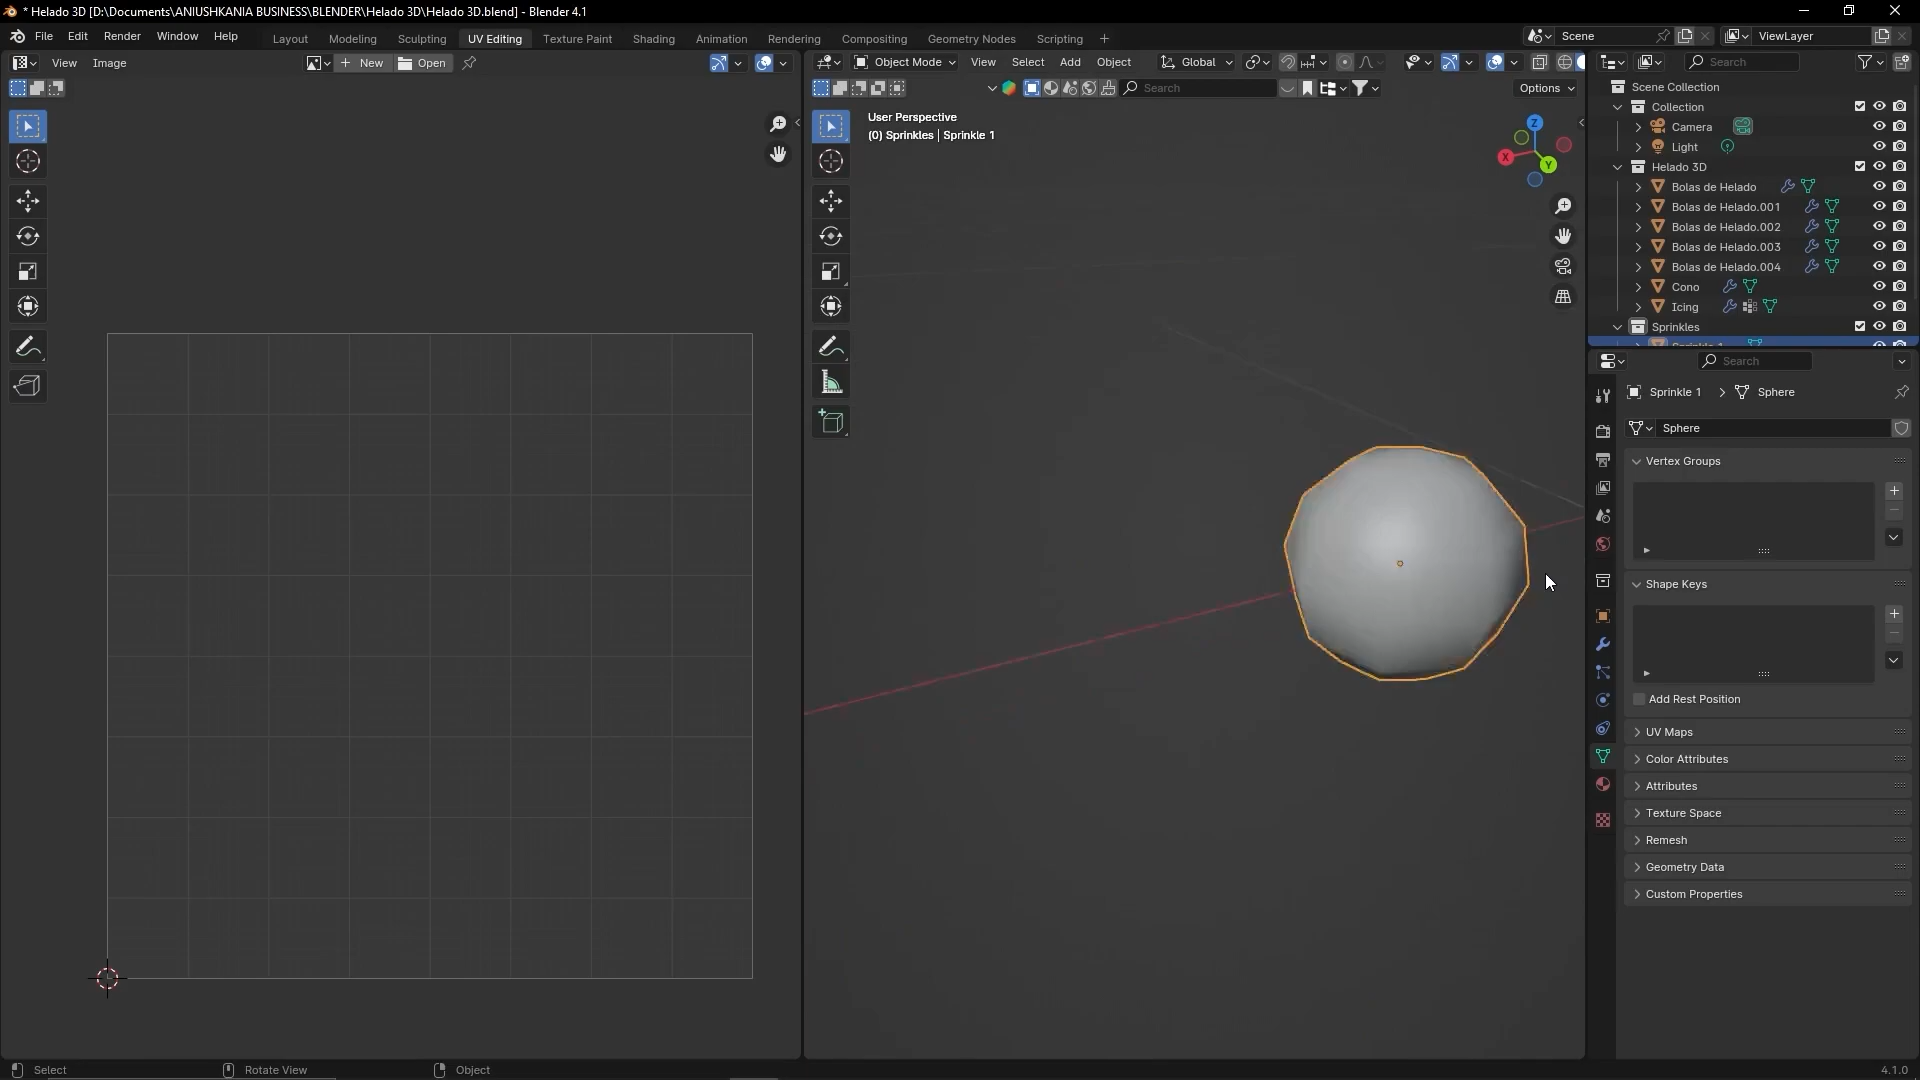 * Helado 3D [D:\Documents\ANIUSHKANIA BUSINESS\BLENDER\Helado 3D\Helado 3D.blend] - Blender 4.1
File Edit Render Window Help
Layout Modeling Sculpting UV Editing Texture Paint Shading Animation Rendering Compositing Geometry Nodes Scripting +
Scene
ViewLayer
View Image
New
Open
Object Mode
View Select Add Object
Global
Search
Search
Options
User Perspective
(0) Sprinkles | Sprinkle 1
Z
X
Y
Scene Collection
Collection
Camera
Light
Helado 3D
Bolas de Helado
Bolas de Helado.001
Bolas de Helado.002
Bolas de Helado.003
Bolas de Helado.004
Cono
Icing
Sprinkles
Sprinkle 1
Search
Sprinkle 1 > Sphere
Sphere
Vertex Groups
Shape Keys
Add Rest Position
UV Maps
Color Attributes
Attributes
Texture Space
Remesh
Geometry Data
Custom Properties
Select
Rotate View
Object
4.1.0